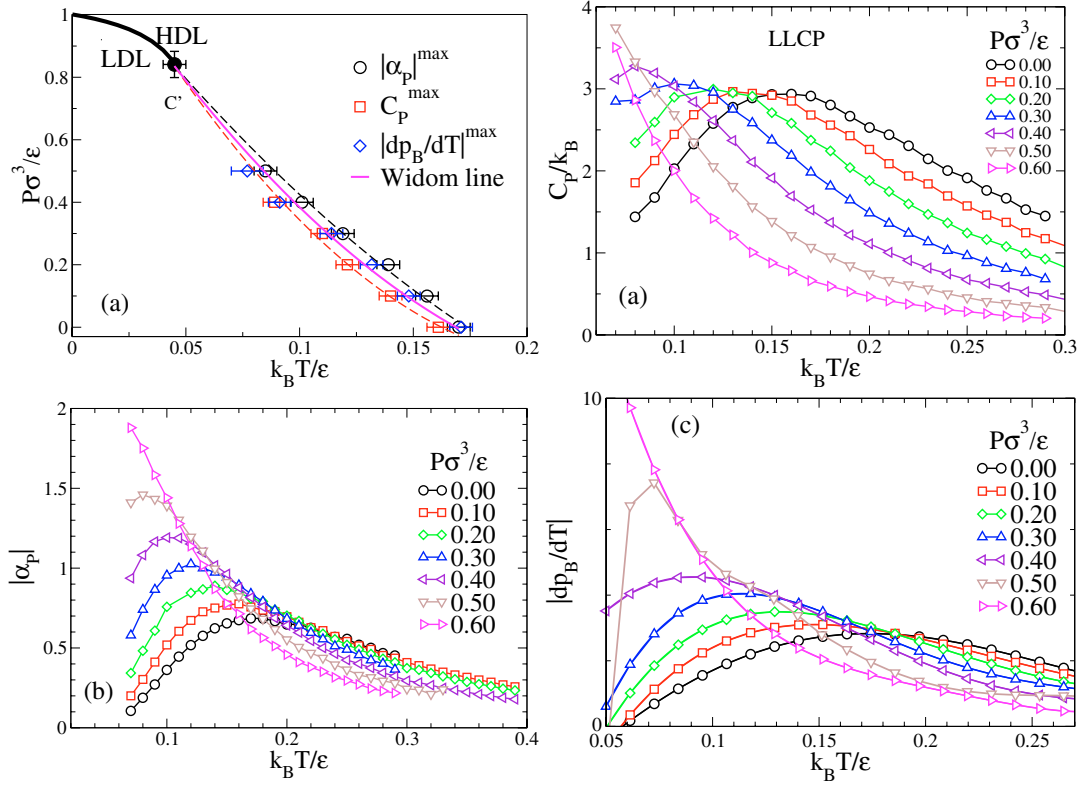 1
0.8
0.6
0.4
0.2
0
0
0.05
0.1
0.15
0.2
Pσ³/ε
k_B T/ε
HDL
LDL
C'
(a)
|α_P|^max
C_P^max
|dp_B/dT|^max
Widom line
4
3
2
1
0
0.1
0.15
0.2
0.25
0.3
C_P/k_B
k_B T/ε
LLCP
(a)
Pσ³/ε
0.00
0.10
0.20
0.30
0.40
0.50
0.60
2
1.5
1
0.5
0
0.1
0.2
0.3
0.4
|α_P|
k_B T/ε
(b)
Pσ³/ε
0.00
0.10
0.20
0.30
0.40
0.50
0.60
10
0
0.05
0.10
0.15
0.20
0.25
|dp_B/dT|
k_B T/ε
(c)
Pσ³/ε
0.00
0.10
0.20
0.30
0.40
0.50
0.60